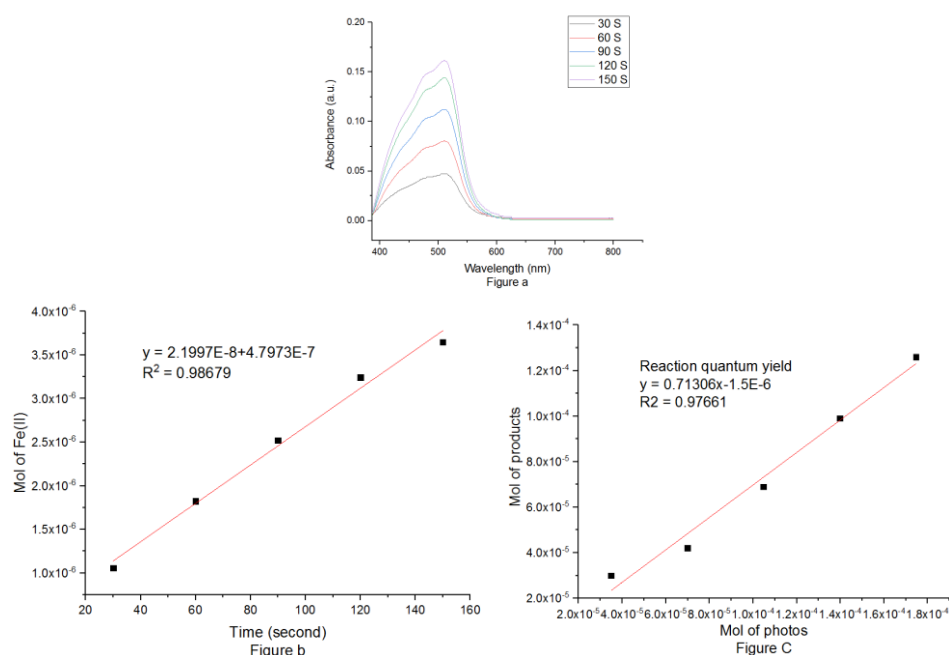 0.20
0.15
0.10
0.05
0.00
Absorbance (a.u.)
30 S
60 S
90 S
120 S
150 S
400 500 600 700 800
Wavelength (nm)
Figure a
4.0x10⁻⁶
3.5x10⁻⁶
3.0x10⁻⁶
2.5x10⁻⁶
2.0x10⁻⁶
1.5x10⁻⁶
1.0x10⁻⁶
Mol of Fe(II)
y = 2.1997E-8+4.7973E-7
R² = 0.98679
20 40 60 80 100 120 140 160
Time (second)
Figure b
1.4x10⁻⁴
1.2x10⁻⁴
1.0x10⁻⁴
8.0x10⁻⁵
6.0x10⁻⁵
4.0x10⁻⁵
2.0x10⁻⁵
Mol of products
Reaction quantum yield
y = 0.71306x-1.5E-6
R2 = 0.97661
2.0x10⁻⁵ 4.0x10⁻⁵ 6.0x10⁻⁵ 8.0x10⁻⁵ 1.0x10⁻⁴ 1.2x10⁻⁴ 1.4x10⁻⁴ 1.6x10⁻⁴ 1.8x10⁻⁴
Mol of photos
Figure C